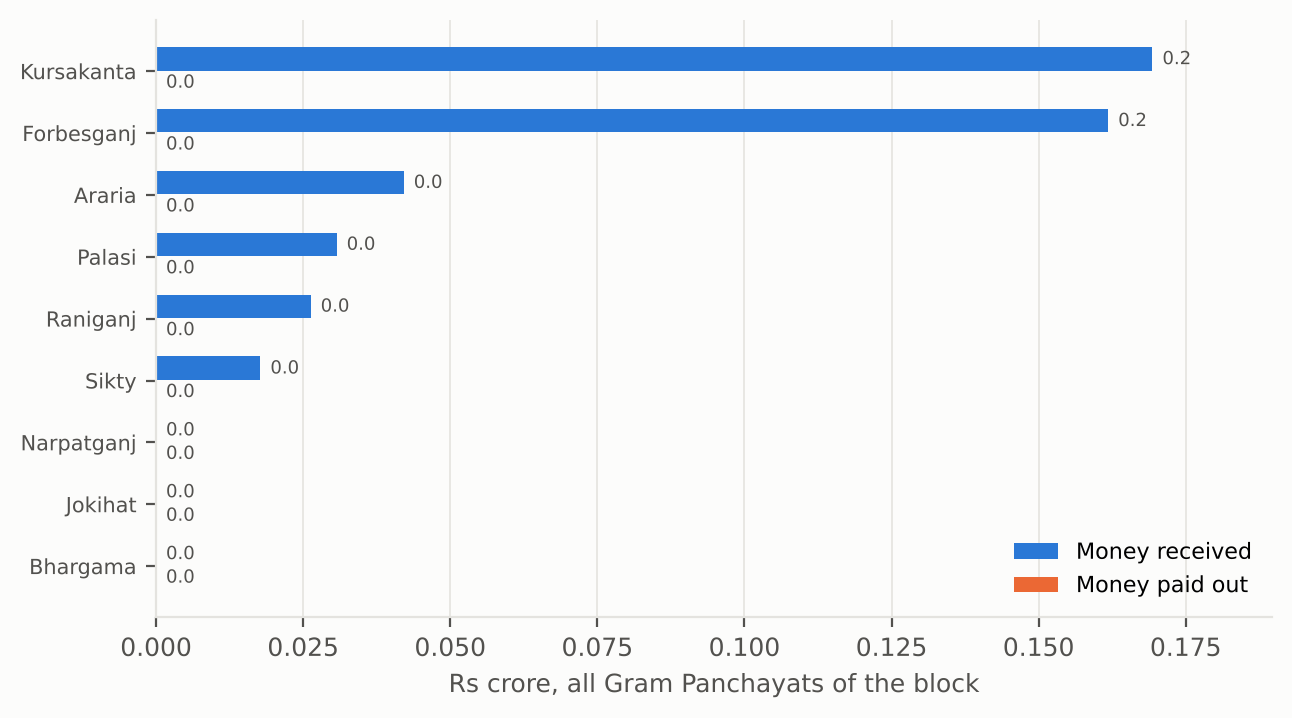 Kursakanta 0.2
0.0
Forbesganj 0.2
0.0
Araria 0.0
0.0
Palasi 0.0
0.0
Raniganj 0.0
0.0
Sikty 0.0
0.0
Narpatganj 0.0
0.0
Jokihat 0.0
0.0
Bhargama 0.0
0.0
Money received
Money paid out
0.000 0.025 0.050 0.075 0.100 0.125 0.150 0.175
Rs crore, all Gram Panchayats of the block